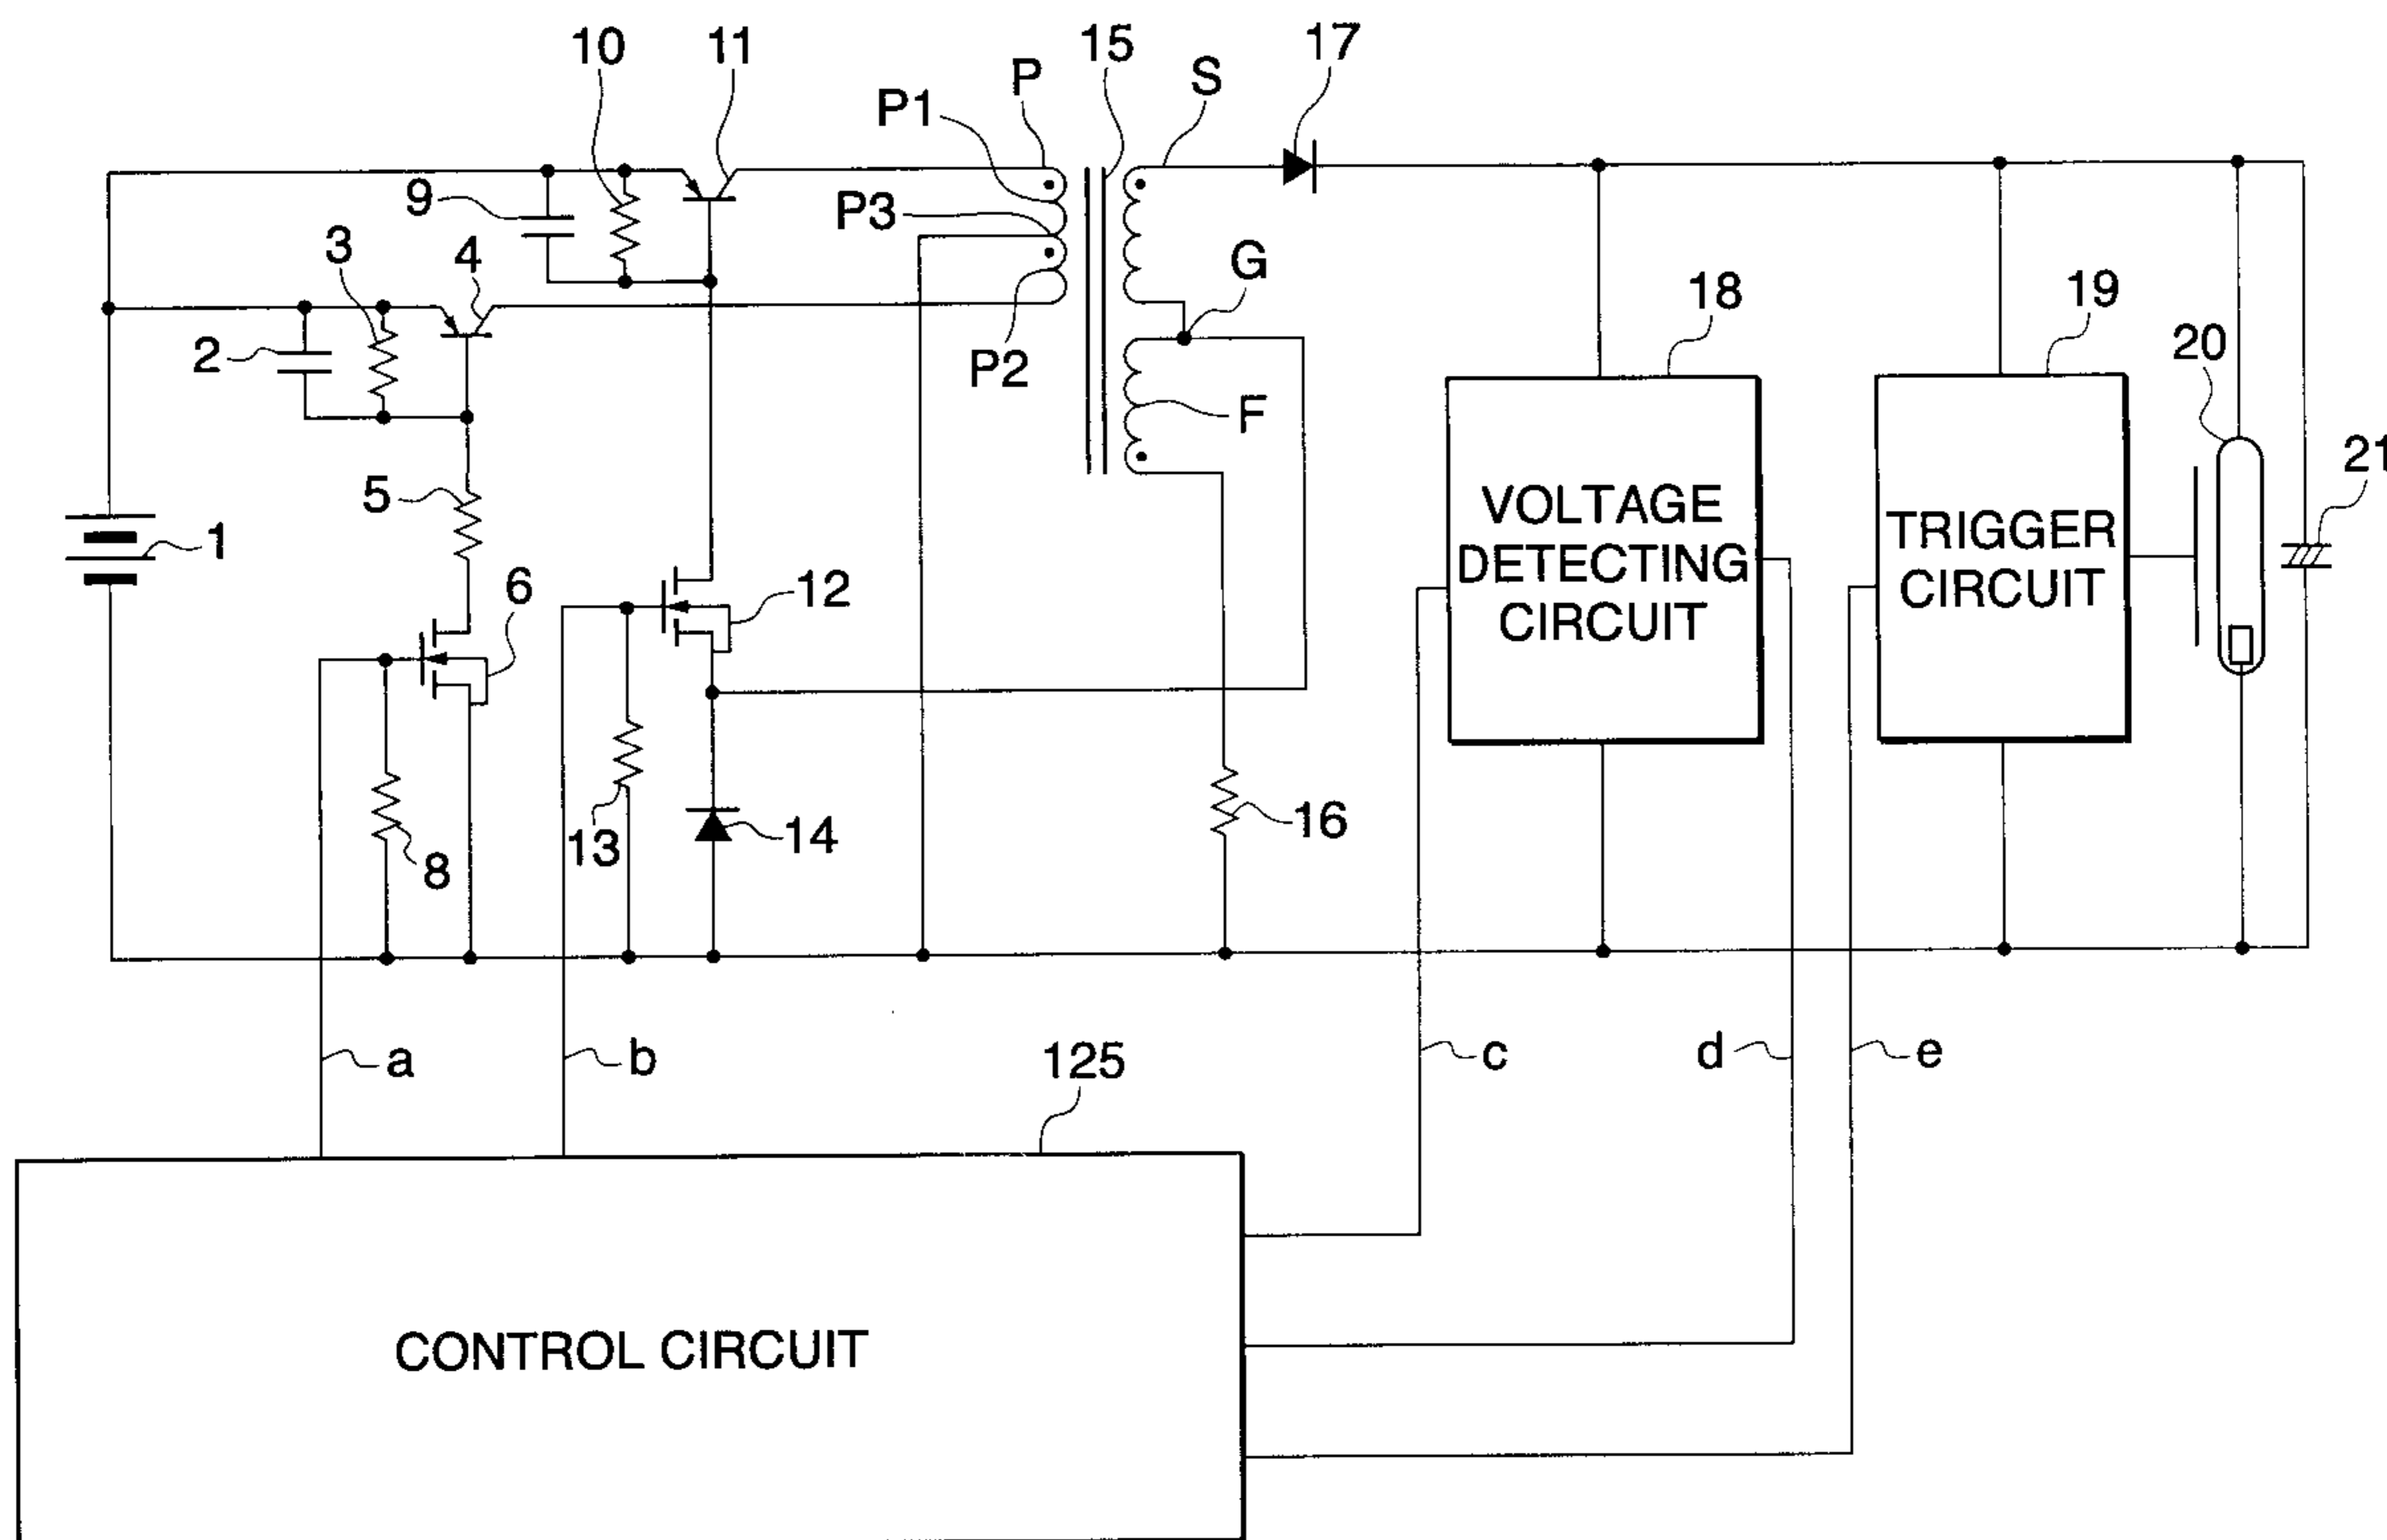 10
11
P
15
S
17
P1
9
P3
3
4
G
18
19
2
P2
20
F
21
5
VOLTAGE
DETECTING
CIRCUIT
TRIGGER
CIRCUIT
1
6
12
13
14
16
8
a
b
125
c
d
e
CONTROL CIRCUIT